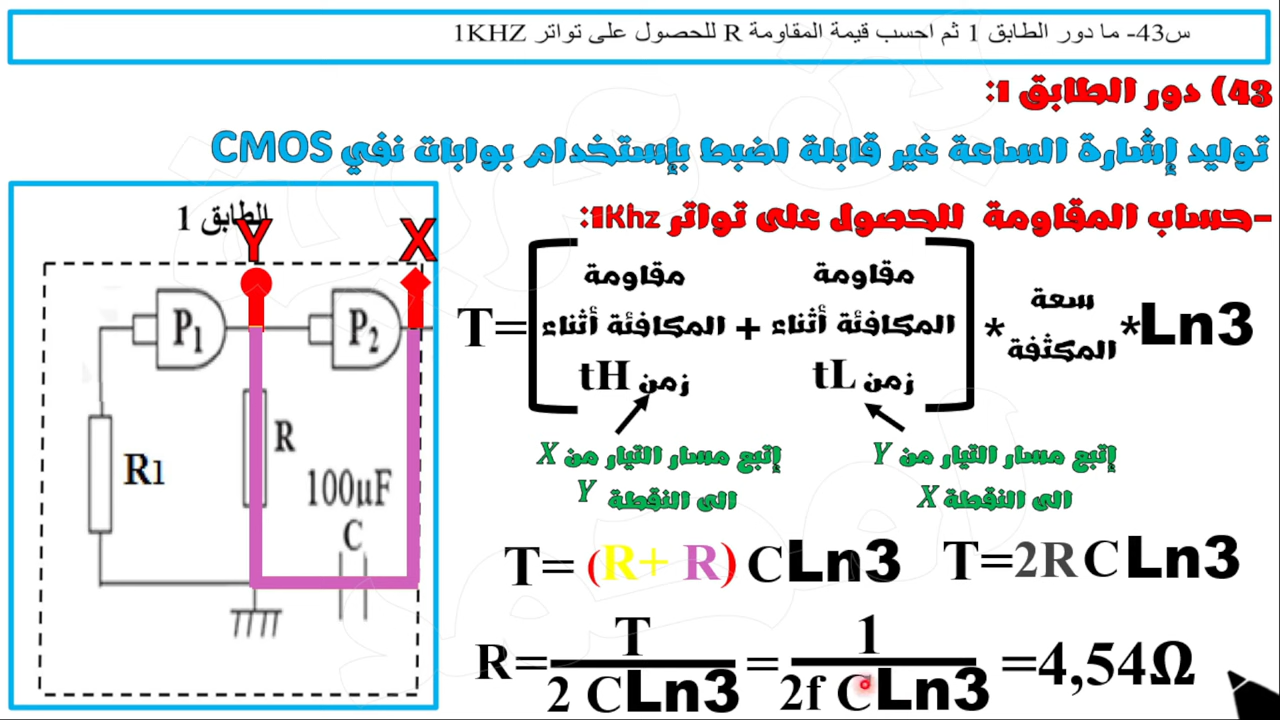 س43- ما دور الطابق 1 ثم احسب قيمة المقاومة R للحصول على تواتر 1KHZ
43) دور الطابق 1:
توليد إشارة الساعة غير قابلة لضبط بإستخدام بوابات نفي CMOS
-حساب المقاومة للحصول على تواتر 1Khz:
الطابق 1
Y
X
P1
P2
R1
R
100µF
C
T=
مقاومة المكافئة أثناء زمن tH
+
مقاومة المكافئة أثناء زمن tL
* سعة المكثفة *Ln3
إتبع مسار التيار من X
الى النقطة Y
إتبع مسار التيار من Y
الى النقطة X
T= (R+ R) CLn3
T=2RCLn3
R= T / 2 CLn3 = 1 / 2f CLn3 =4,54Ω